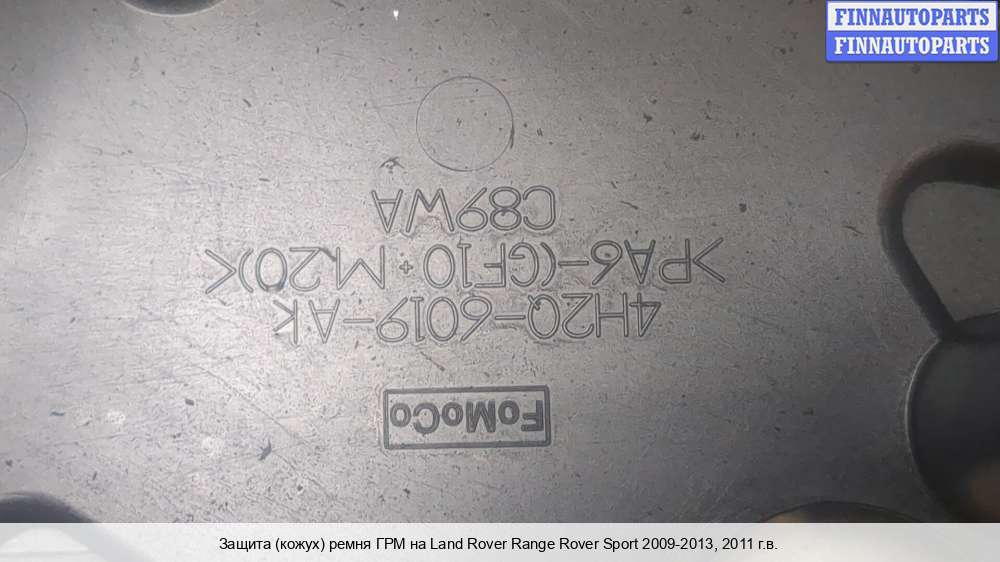 FINNAUTOPARTS
FINNAUTOPARTS
FoMoCo
4H2Q-6019-AK
>PA6-(GF10+M20)<
C89WA
Защита (кожух) ремня ГРМ на Land Rover Range Rover Sport 2009-2013, 2011 г.в.